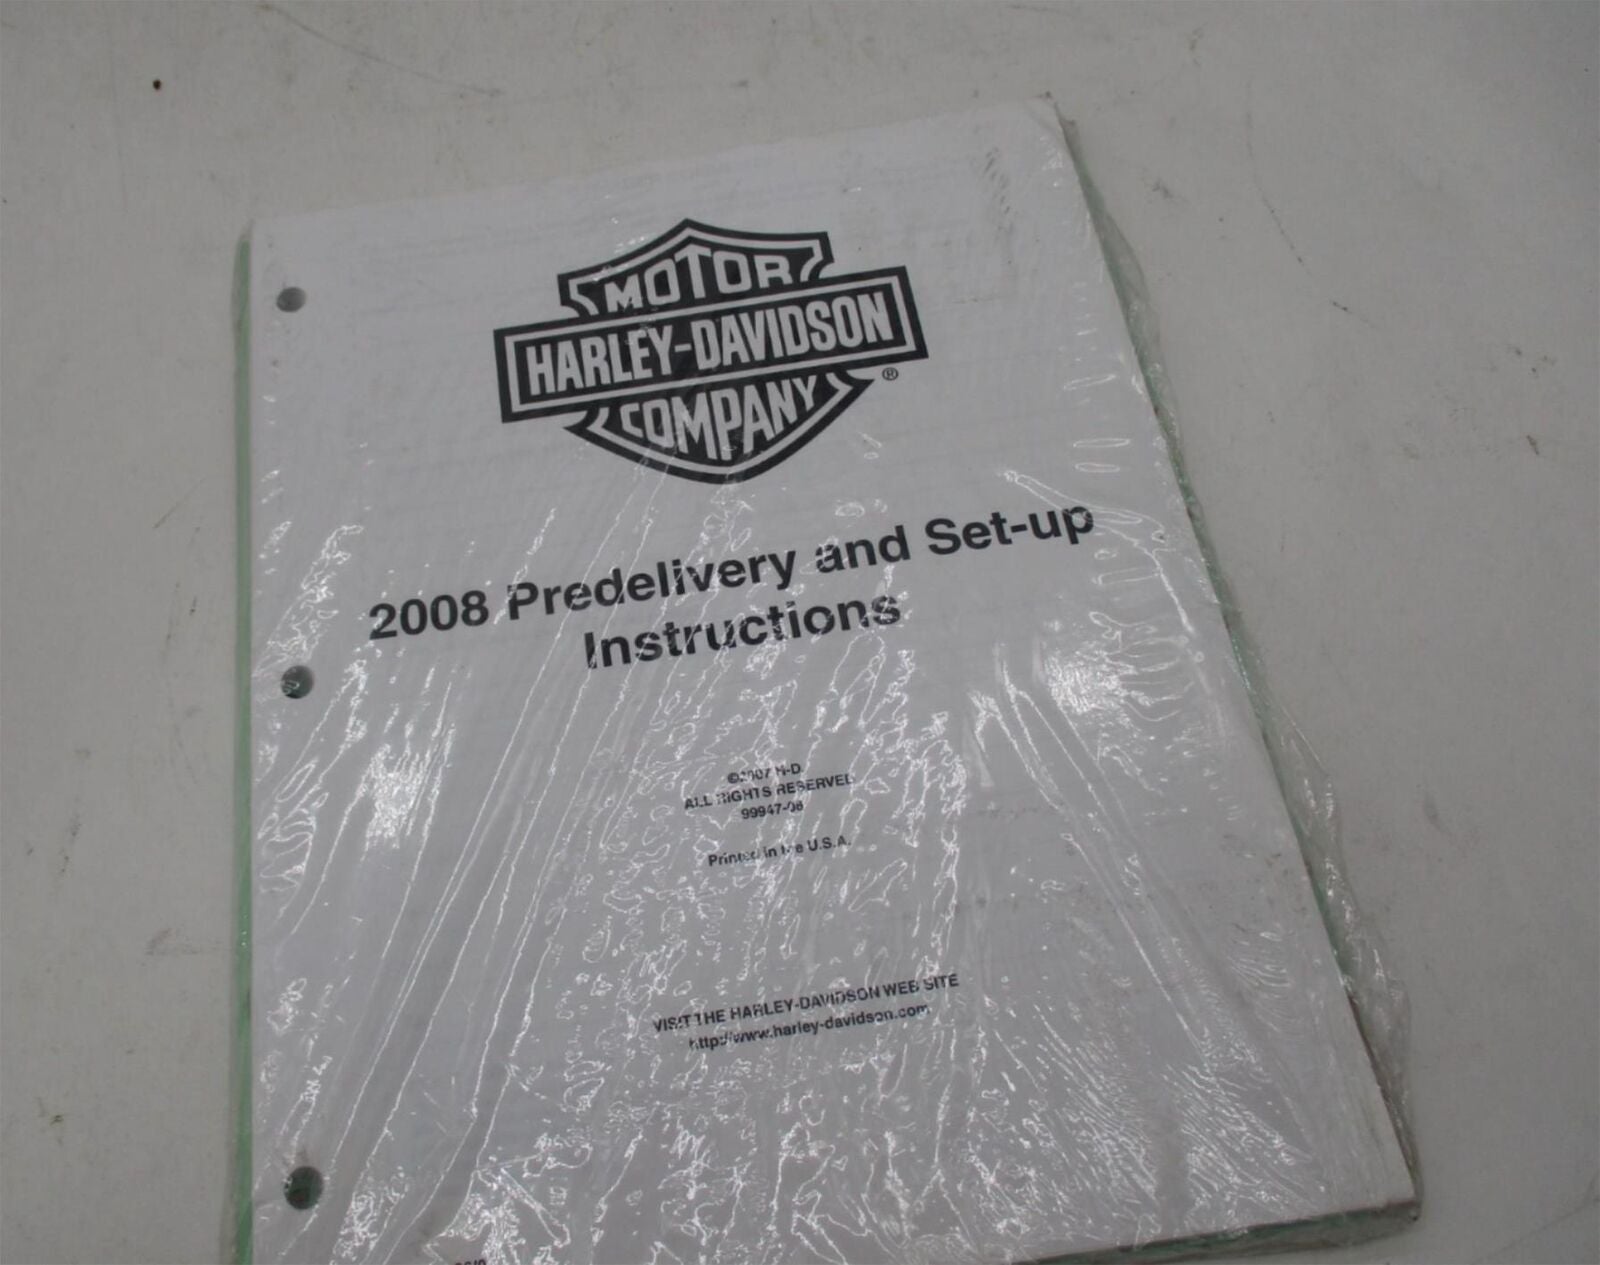 MOTOR
HARLEY-DAVIDSON
COMPANY
®
2008 Predelivery and Set-up
Instructions
©2007 H-D.
ALL RIGHTS RESERVED
99947-08
Printed in the U.S.A.
VISIT THE HARLEY-DAVIDSON WEB SITE
http://www.harley-davidson.com